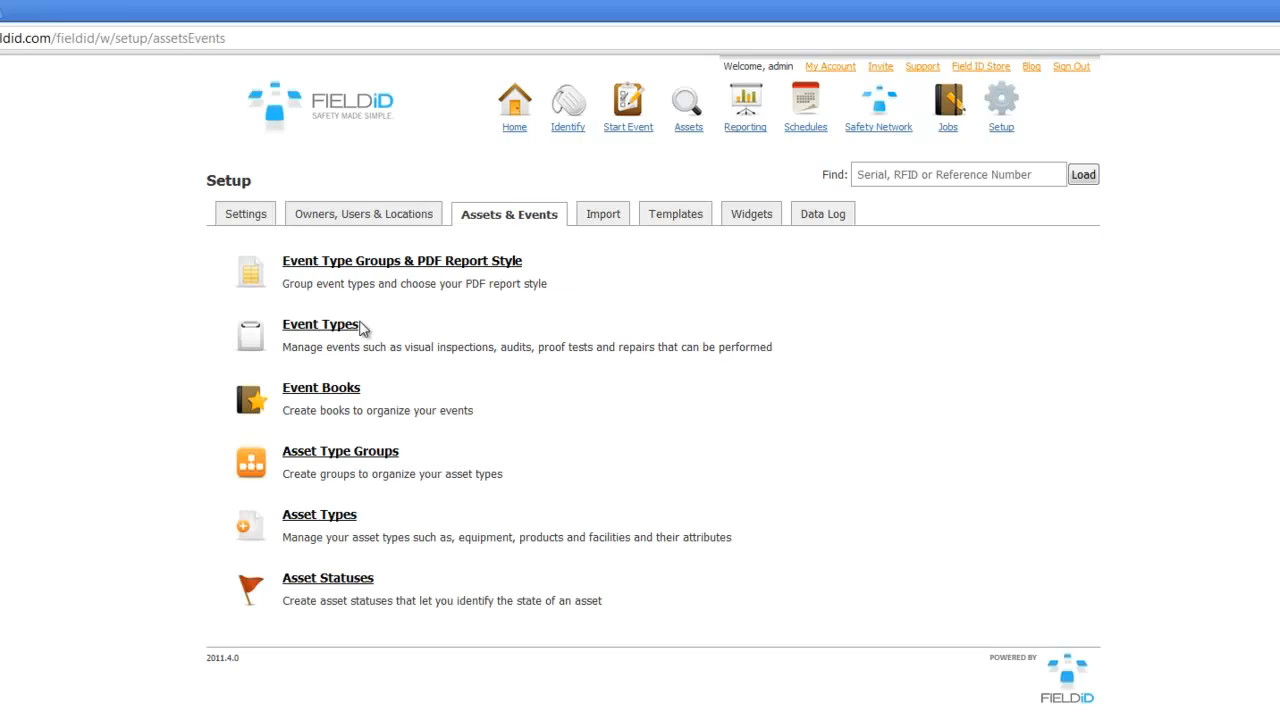 ldid.com/fieldid/w/setup/assetsEvents
Welcome, admin My Account Invite Support Field ID Store Blog Sign Out
FIELDiD
SAFETY MADE SIMPLE.
Home Identify Start Event Assets Reporting Schedules Safety Network Jobs Setup
Setup
Find: Serial, RFID or Reference Number Load
Settings Owners, Users & Locations Assets & Events Import Templates Widgets Data Log
Event Type Groups & PDF Report Style
Group event types and choose your PDF report style
Event Types
Manage events such as visual inspections, audits, proof tests and repairs that can be performed
Event Books
Create books to organize your events
Asset Type Groups
Create groups to organize your asset types
Asset Types
Manage your asset types such as, equipment, products and facilities and their attributes
Asset Statuses
Create asset statuses that let you identify the state of an asset
2011.4.0
POWERED BY
FIELDiD